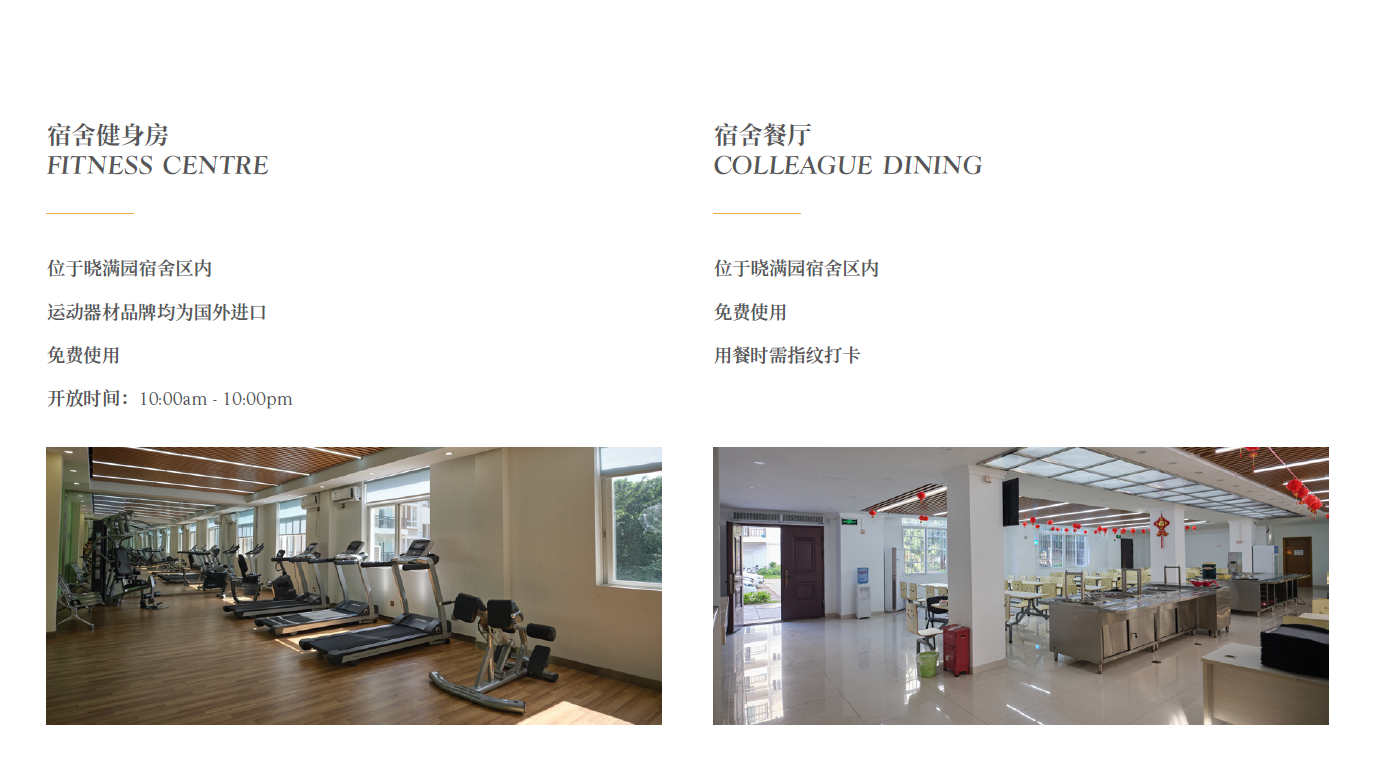 宿舍健身房
FITNESS CENTRE
位于晓满园宿舍区内
运动器材品牌均为国外进口
免费使用
开放时间：10:00am - 10:00pm
宿舍餐厅
COLLEAGUE DINING
位于晓满园宿舍区内
免费使用
用餐时需指纹打卡